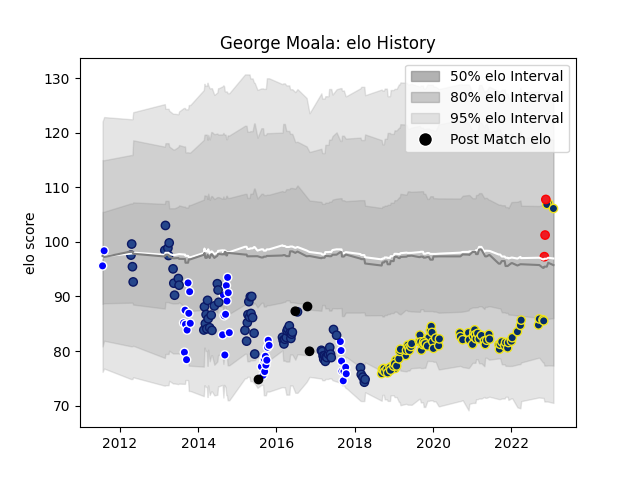 George Moala: elo History
50% elo Interval
80% elo Interval
95% elo Interval
Post Match elo
elo score
130
120
110
100
90
80
70
2012
2014
2016
2018
2020
2022